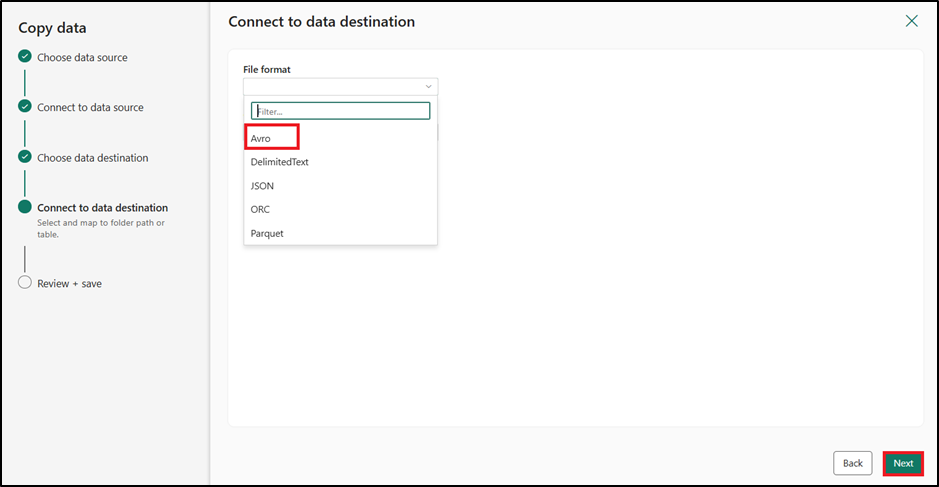 Copy data
Choose data source
Connect to data source
Choose data destination
Connect to data destination
Select and map to folder path or
table.
Review + save
Connect to data destination
File format
Filter...
Avro
DelimitedText
JSON
ORC
Parquet
Back
Next